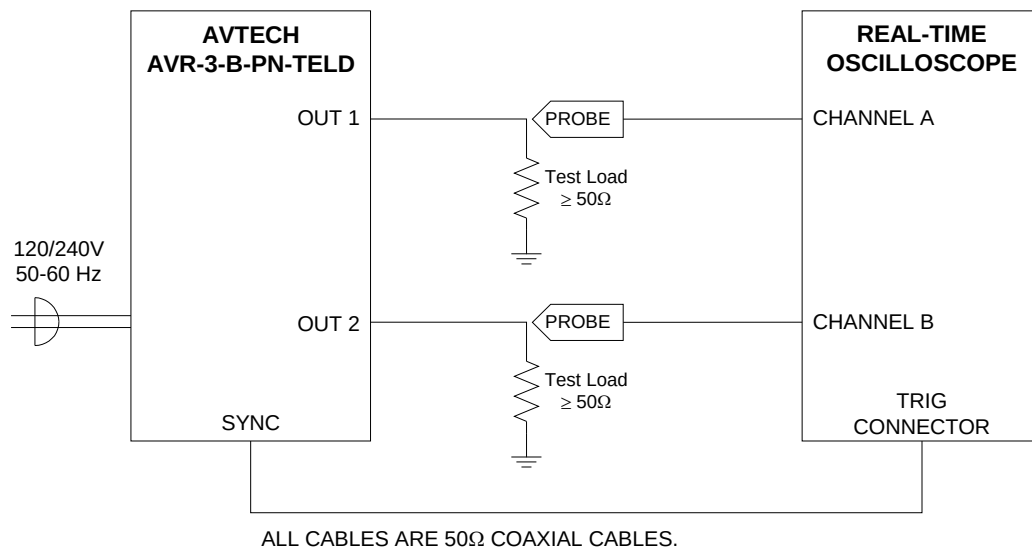 AVTECH
AVR-3-B-PN-TELD
REAL-TIME
OSCILLOSCOPE
OUT 1
PROBE
CHANNEL A
Test Load
≥ 50Ω
120/240V
50-60 Hz
OUT 2
PROBE
CHANNEL B
Test Load
≥ 50Ω
SYNC
TRIG
CONNECTOR
ALL CABLES ARE 50Ω COAXIAL CABLES.